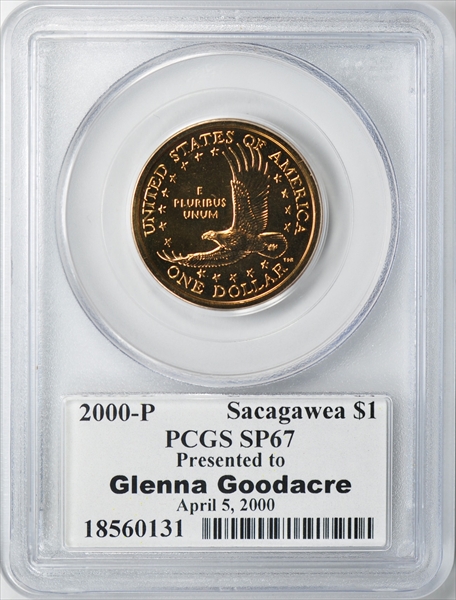 UNITED STATES OF AMERICA
E
PLURIBUS
UNUM
ONE DOLLAR
2000-P Sacagawea $1
PCGS SP67
Presented to
Glenna Goodacre
April 5, 2000
18560131